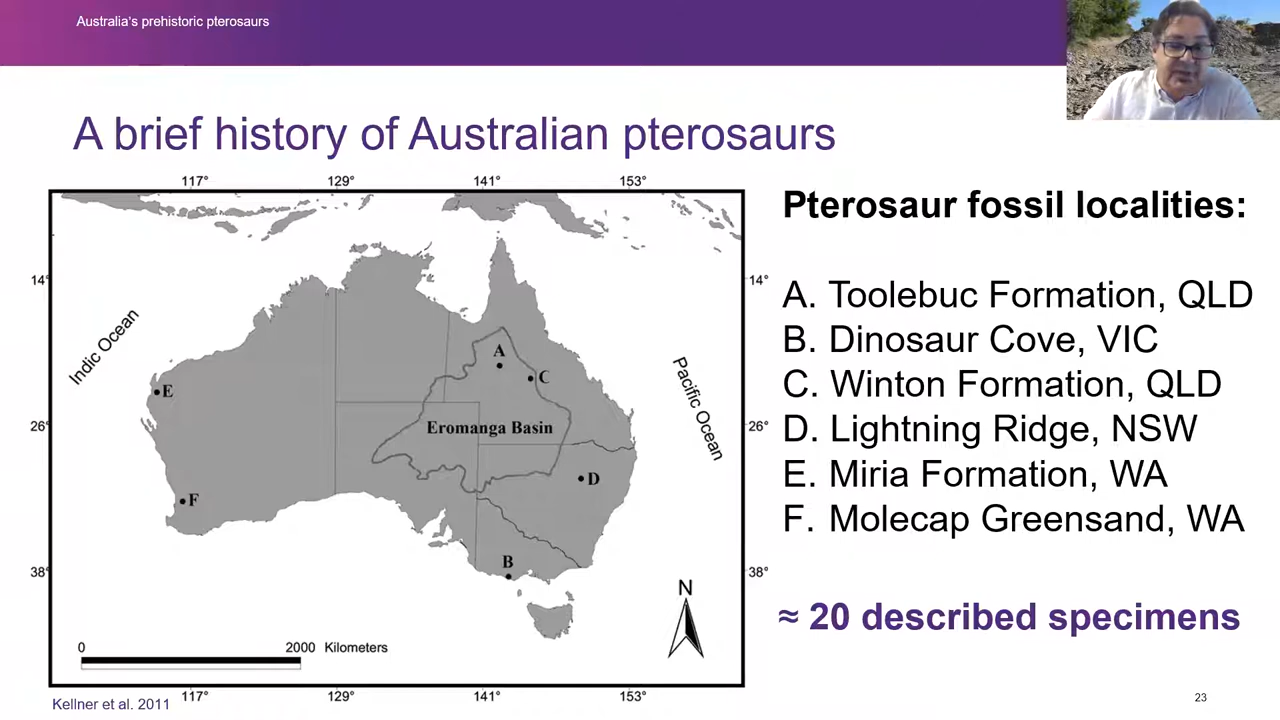 Australia's prehistoric pterosaurs
A brief history of Australian pterosaurs
117° 129° 141° 153°
14° 14°
Indic Ocean
Pacific Ocean
A
C
E
26° 26°
Eromanga Basin
D
F
B
38° 38°
N
0 2000 Kilometers
117° 129° 141° 153°
Kellner et al. 2011
Pterosaur fossil localities:
A. Toolebuc Formation, QLD
B. Dinosaur Cove, VIC
C. Winton Formation, QLD
D. Lightning Ridge, NSW
E. Miria Formation, WA
F. Molecap Greensand, WA
≈ 20 described specimens
23